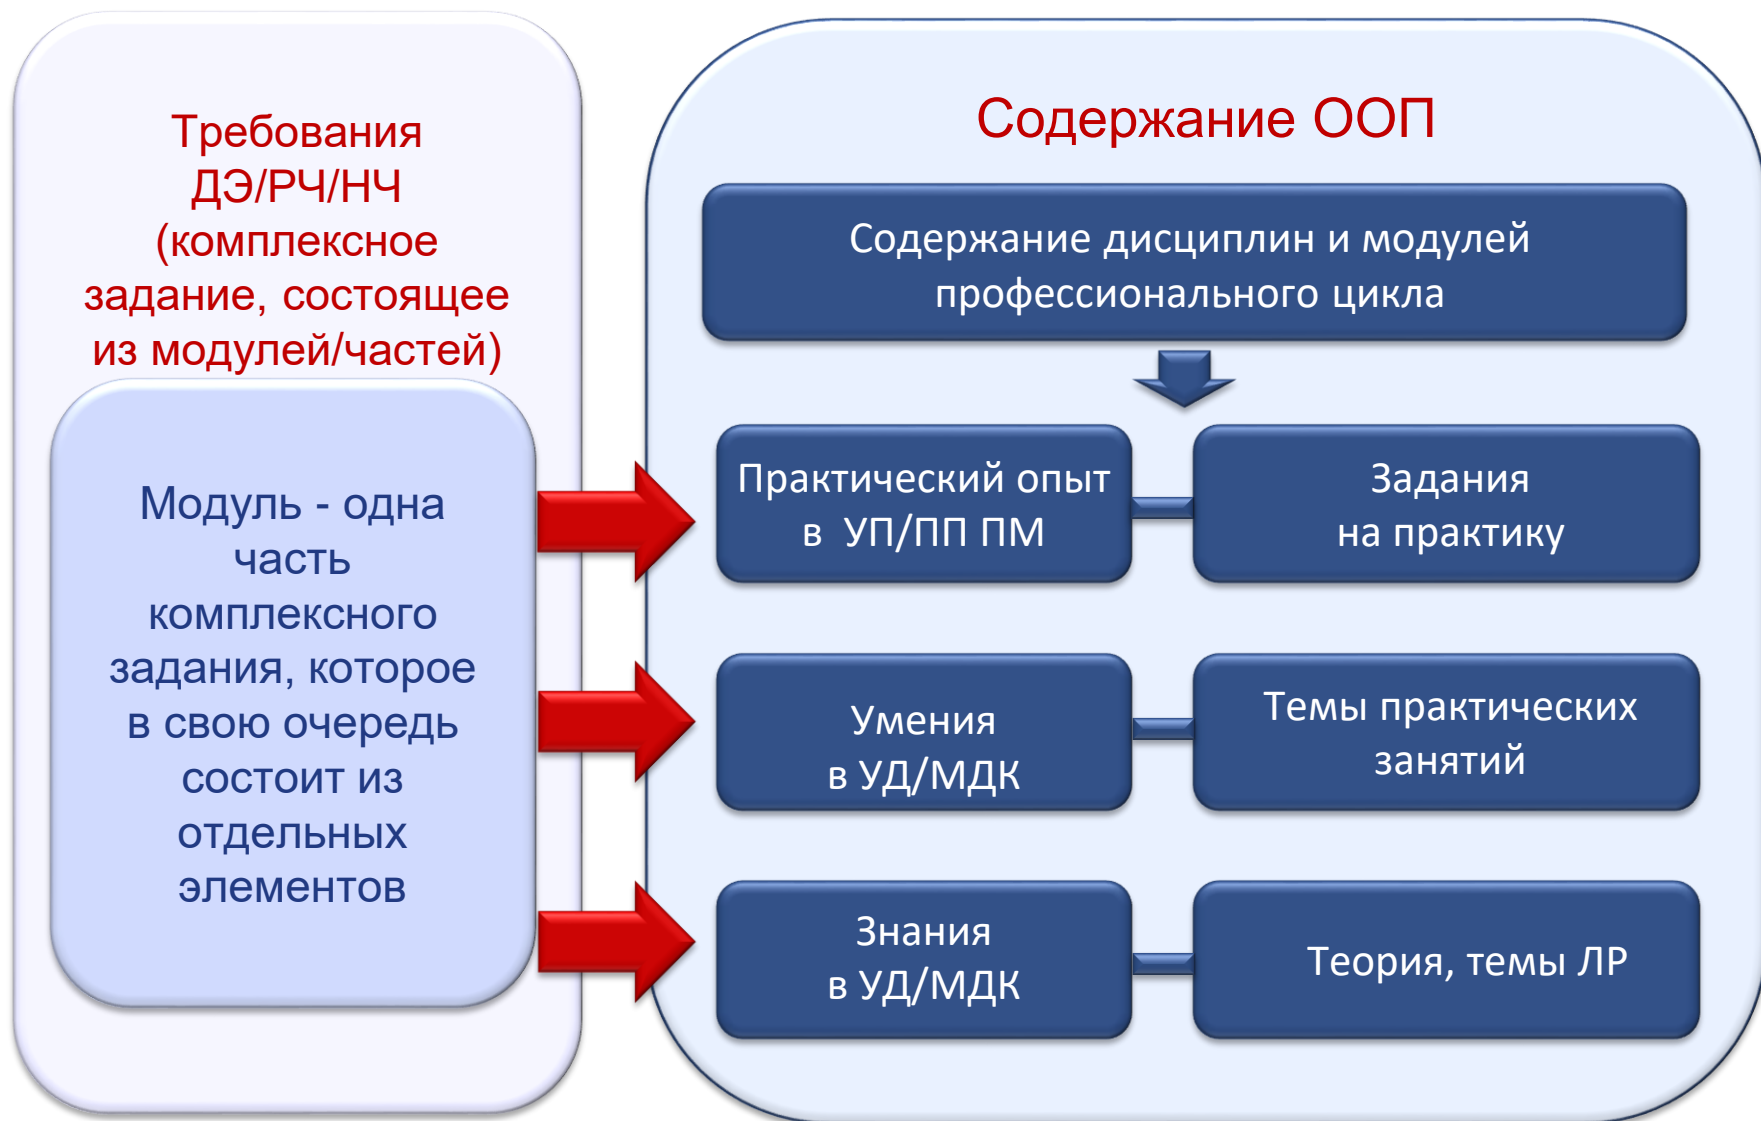 Требования
ДЭ/РЧ/НЧ
(комплексное
задание, состоящее
из модулей/частей)
Модуль - одна
часть
комплексного
задания, которое
в свою очередь
состоит из
отдельных
элементов
Содержание ООП
Содержание дисциплин и модулей
профессионального цикла
Практический опыт
в УП/ПП ПМ
Задания
на практику
Умения
в УД/МДК
Темы практических
занятий
Знания
в УД/МДК
Теория, темы ЛР